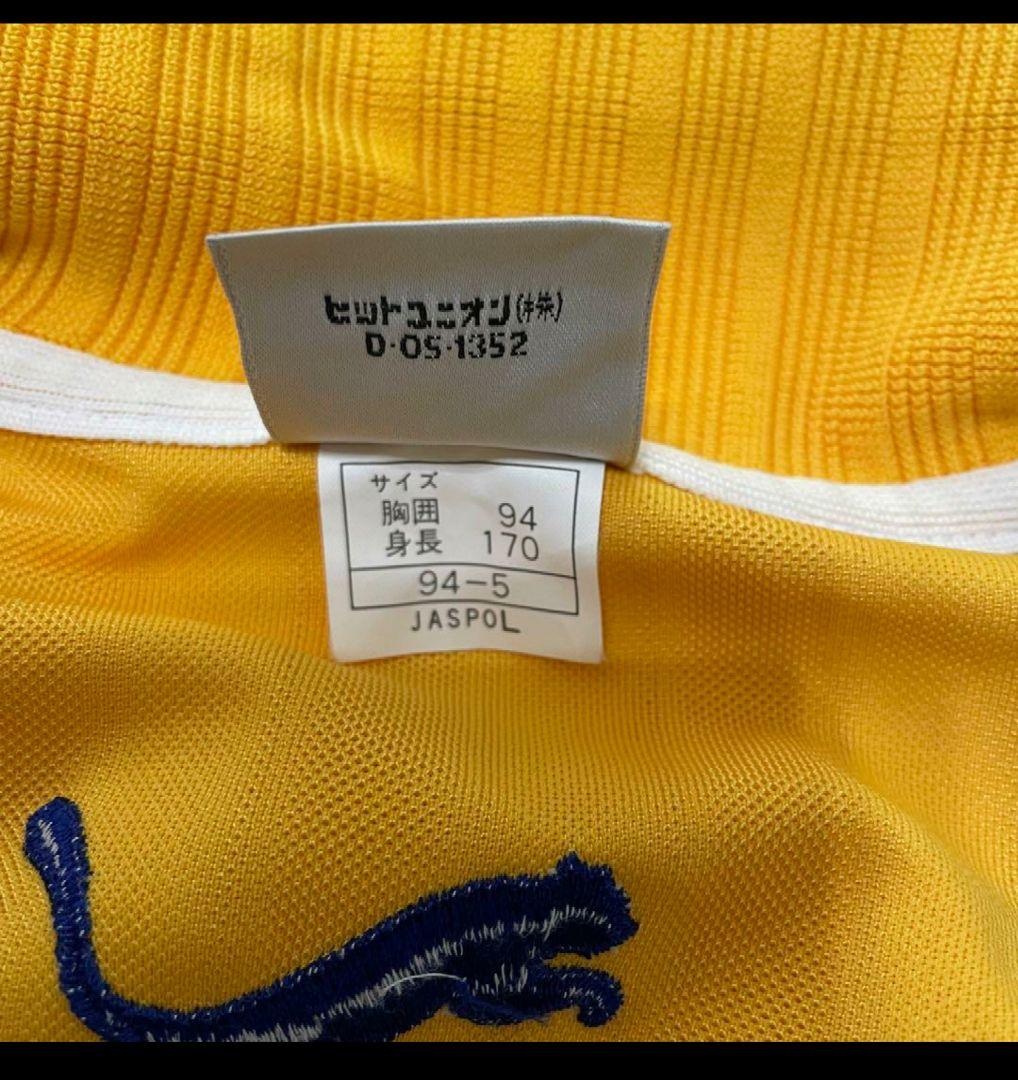 ヒットユニオン(株)
D・OS・1352
サイズ
胸囲 94
身長 170
94-5
JASPOL